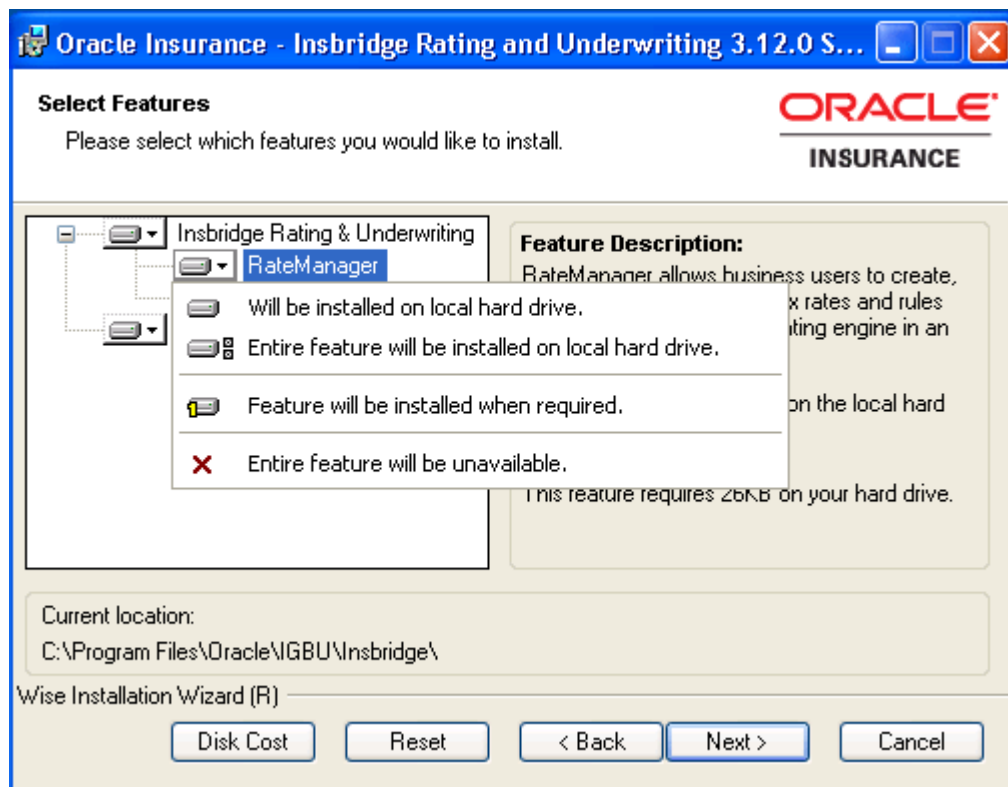 Oracle Insurance - Insbridge Rating and Underwriting 3.12.0 S...
Select Features
Please select which features you would like to install.
ORACLE
INSURANCE
Insbridge Rating & Underwriting
RateManager
Will be installed on local hard drive.
Entire feature will be installed on local hard drive.
Feature will be installed when required.
Entire feature will be unavailable.
Feature Description:
RateManager allows business users to create,
rates and rules
engine in an
on the local hard
This feature requires 26KB on your hard drive.
Current location:
C:\Program Files\Oracle\IGBU\Insbridge\
Wise Installation Wizard (R)
Disk Cost
Reset
< Back
Next >
Cancel